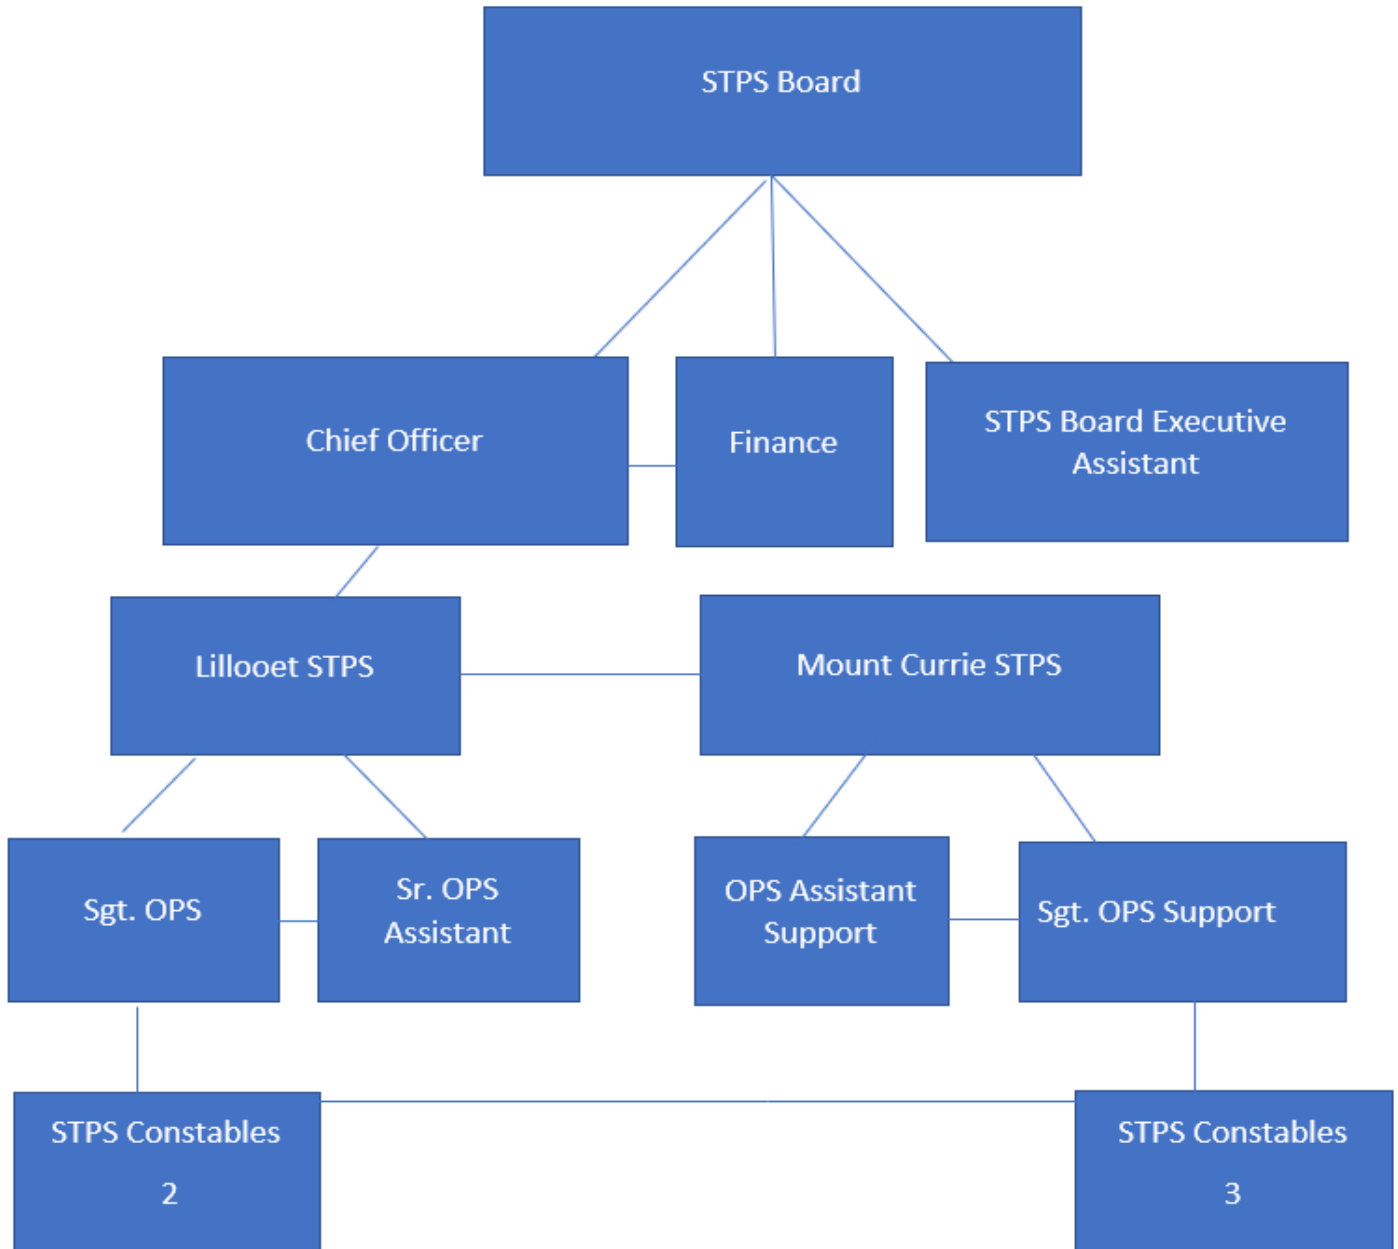 STPS Board
Chief Officer
Finance
STPS Board Executive
Assistant
Lillooet STPS
Mount Currie STPS
Sgt. OPS
Sr. OPS
Assistant
OPS Assistant
Support
Sgt. OPS Support
STPS Constables
2
STPS Constables
3